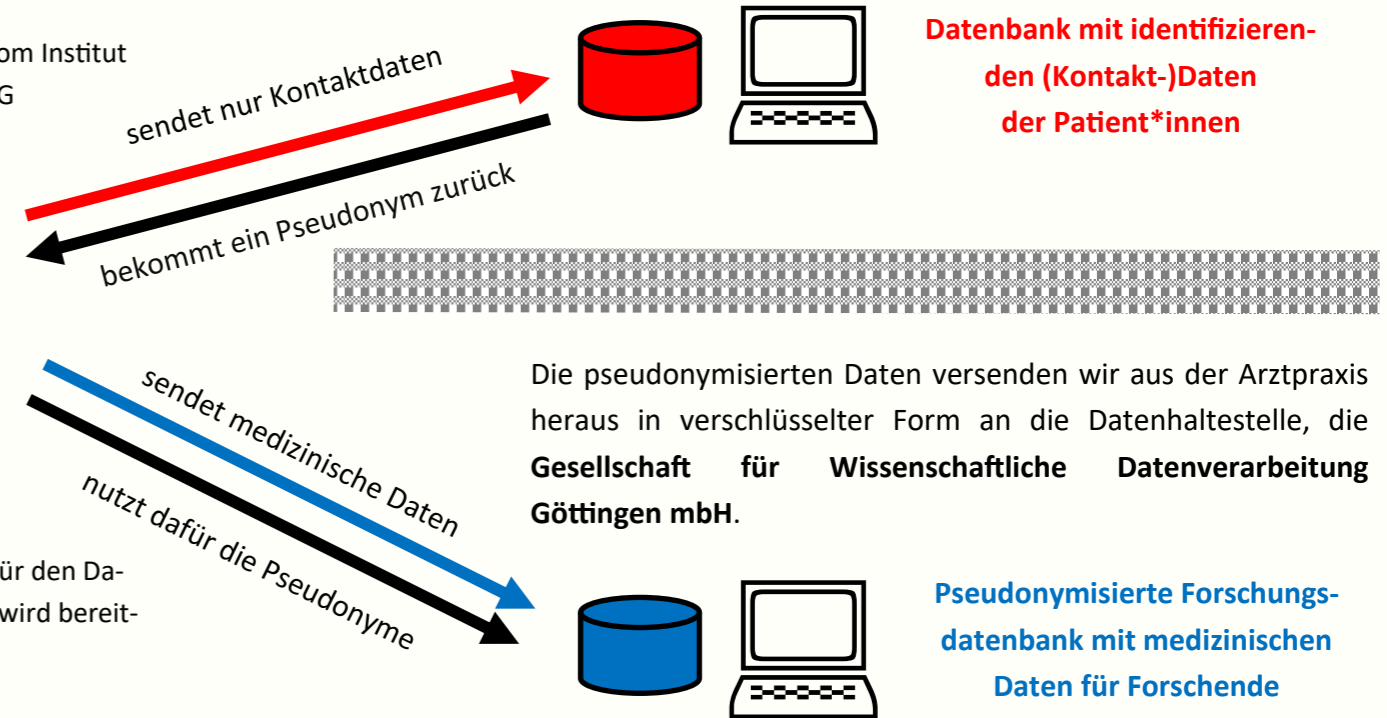 Datenbank mit identifizieren-
den (Kontakt-)Daten
der Patient*innen
om Institut
G
sendet nur Kontaktdaten
bekommt ein Pseudonym zurück
Die pseudonymisierten Daten versenden wir aus der Arztpraxis
heraus in verschlüsselter Form an die Datenhaltestelle, die
Gesellschaft für Wissenschaftliche Datenverarbeitung
Göttingen mbH.
sendet medizinische Daten
nutzt dafür die Pseudonyme
ür den Da-
wird bereit-
Pseudonymisierte Forschungs-
datenbank mit medizinischen
Daten für Forschende